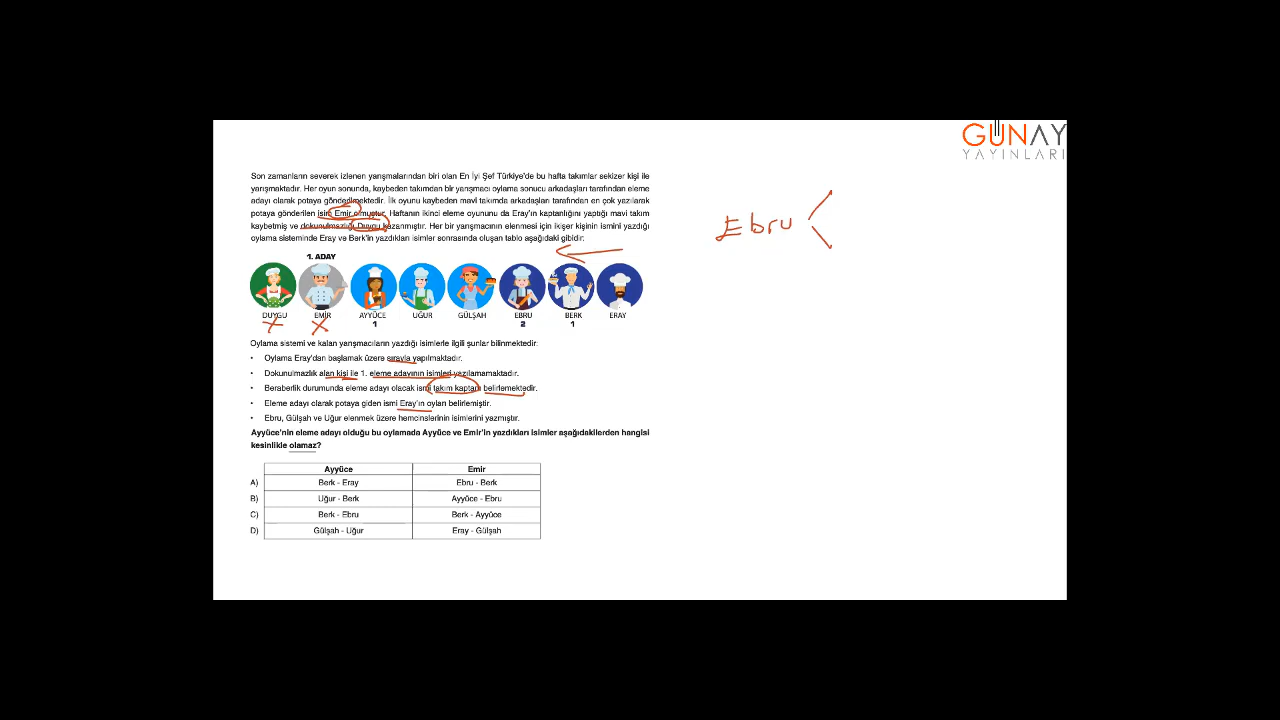 GÜNAY
YAYINLARI
Son zamanların severek izlenen yarışmalarından biri olan En İyi Şef Türkiye'de bu hafta takımlar sekizer kişi ile
yarışmaktadır. Her oyun sonunda, kaybeden takımdan bir yarışmacı oylama sonucu arkadaşları tarafından eleme
adayı olarak potaya gönderilmektedir. İlk oyunu kaybeden mavi takımda arkadaşları tarafından en çok yazılarak
potaya gönderilen isim Emir olmuştur. Haftanın ikinci eleme oyununu da Eray'ın kaptanlığını yaptığı mavi takım
kaybetmiş ve dokunulmazlığı Duygu kazanmıştır. Her bir yarışmacının elenmesi için ikişer kişinin ismini yazdığı
oylama sisteminde Eray ve Berk'in yazdıkları isimler sonrasında oluşan tablo aşağıdaki gibidir.
Ebru
1. ADAY
DUYGU EMİR AYYÜCE UĞUR GÜLŞAH EBRU BERK ERAY
1 2 1
Oylama sistemi ve kalan yarışmacıların yazdığı isimlerle ilgili şunlar bilinmektedir.
• Oylama Eray'dan başlamak üzere sırayla yapılmaktadır.
• Dokunulmazlık alan kişi ile 1. eleme adayının isimleri yazılamamaktadır.
• Beraberlik durumunda eleme adayı olacak ismi takım kaptanı belirlemektedir.
• Eleme adayı olarak potaya giden ismi Eray'ın oyları belirlemiştir.
• Ebru, Gülşah ve Uğur elenmek üzere hemcinslerinin isimlerini yazmıştır.
Ayyüce'nin eleme adayı olduğu bu oylamada Ayyüce ve Emir'in yazdıkları isimler aşağıdakilerden hangisi
kesinlikle olamaz?
Ayyüce Emir
A) Berk - Eray Ebru - Berk
B) Uğur - Berk Ayyüce - Ebru
C) Berk - Ebru Berk - Ayyüce
D) Gülşah - Uğur Eray - Gülşah